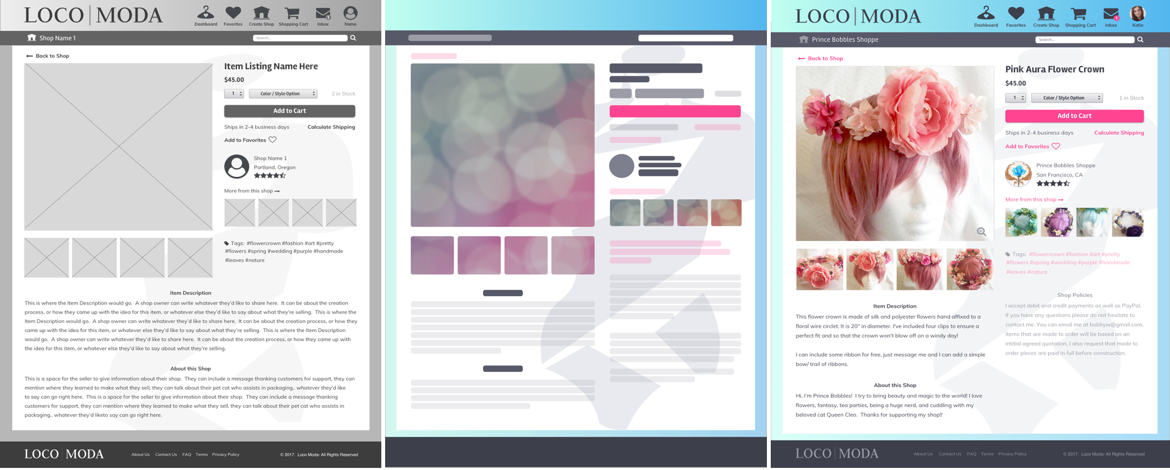 LOCO MODA
Dashboard Favorites Create Shop Shopping Cart Inbox Name
Shop Name 1
Search...
Back to Shop
Item Listing Name Here
$45.00
1 Color / Style Option 2 in Stock
Add to Cart
Ships in 2-4 business days Calculate Shipping
Add to Favorites
Shop Name 1
Portland, Oregon
More from this shop
Tags: #flowercrown #fashion #art #pretty
#flowers #spring #wedding #purple #handmade
#leaves #nature
Item Description
This is where the Item Description would go. A shop owner can write whatever they'd like to share here. It can be about the creation
process, or how they came up with the idea for this item, or whatever else they'd like to say about what they're selling. This is where the
Item Description would go. A shop owner can write whatever they'd like to share here. It can be about the creation process, or how they
came up with the idea for this item, or whatever else they'd like to say about what they're selling. This is where the Item Description
would go. A shop owner can write whatever they'd like to share here. It can be about the creation process, or how they came up with
the idea for this item, or whatever else they'd like to say about what they're selling.
About this Shop
This is a space for the seller to give information about their shop. They can include a message thanking customers for support, they can
mention where they learned to make what they sell, they can talk about their pet cat who assists in packaging.. whatever they'd like
to say can go right here. This is a space for the seller to give information about their shop. They can include a message thanking
customers for support, they can mention where they learned to make what they sell, they can talk about their pet cat who assists in
packaging.. whatever they'd like to say can go right here.
LOCO MODA
About Us Contact Us FAQ Terms Privacy Policy
© 2017. Loco Moda· All Rights Reserved
LOCO MODA
Dashboard Favorites Create Shop Shopping Cart Inbox Katie
Prince Bobbles Shoppe
Search...
Back to Shop
Pink Aura Flower Crown
$45.00
1 Color / Style Option 1 in Stock
Add to Cart
Ships in 2-4 business days Calculate Shipping
Add to Favorites
Prince Bobbles Shoppe
San Francisco, CA
More from this shop
Tags: #flowercrown #fashion #art #pretty
#flowers #spring #wedding #purple #handmade
#leaves #nature
Shop Policies
I accept debit and credit payments as well as PayPal.
If you have any questions please do not hesitate to
contact me. You can email me at bobbys@gmail.com.
Items that are made to order will be based on an
initial agreed quotation. I also request that made to
order pieces are paid in full before construction.
Item Description
This flower crown is made of silk and polyester flowers hand affixed to a
floral wire circlet. It is 20" in diameter. I've included four clips to ensure a
perfect fit and so that the crown won't blow off on a windy day!
I can include some ribbon for free, just message me and I can add a simple
bow/ trail of ribbons.
About this Shop
Hi, I'm Prince Bobbles! I try to bring beauty and magic to the world! I love
flowers, fantasy, tea parties, being a huge nerd, and cuddling with my
beloved cat Queen Cleo. Thanks for supporting my shop!
LOCO MODA
About Us Contact Us FAQ Terms Privacy Policy
© 2017. Loco Moda· All Rights Reserved